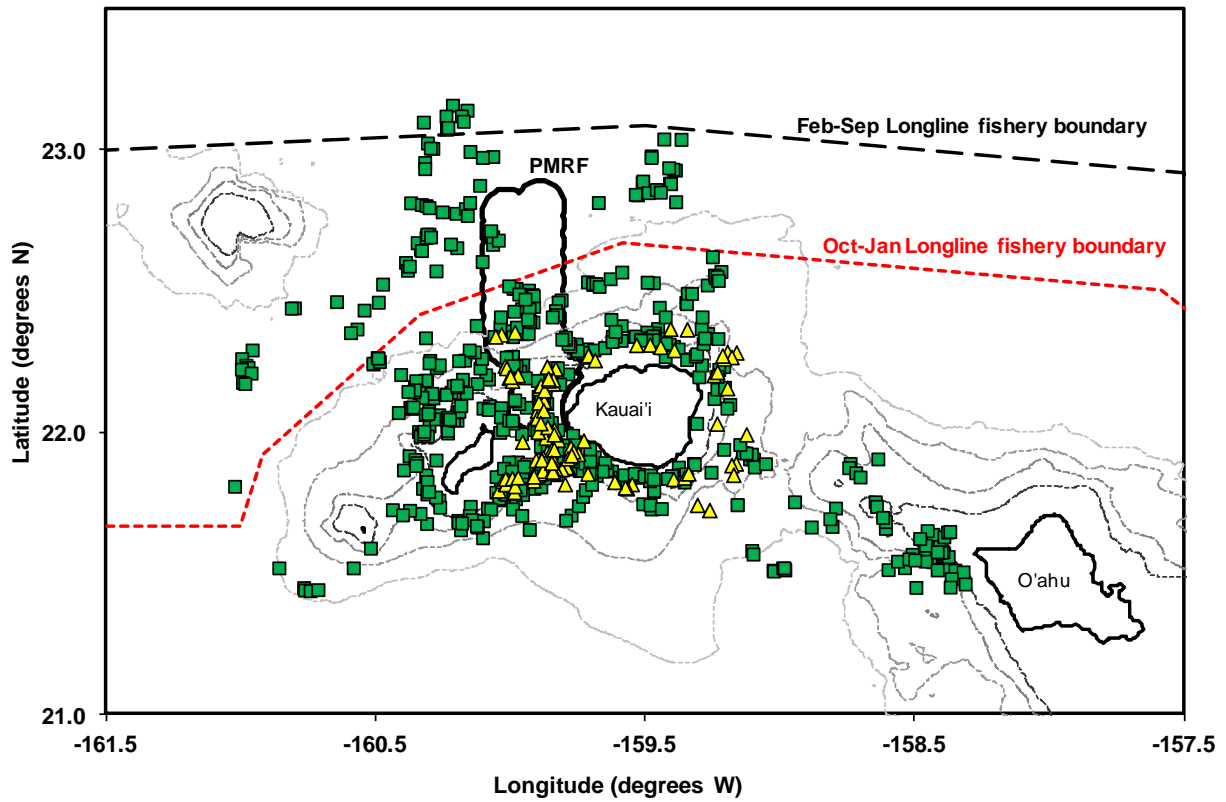 Feb-Sep Longline fishery boundary
23.0
PMRF
Oct-Jan Longline fishery boundary
Latitude (degrees N)
Kauai'i
22.0
O'ahu
21.0
-161.5
-160.5
-159.5
-158.5
-157.5
Longitude (degrees W)